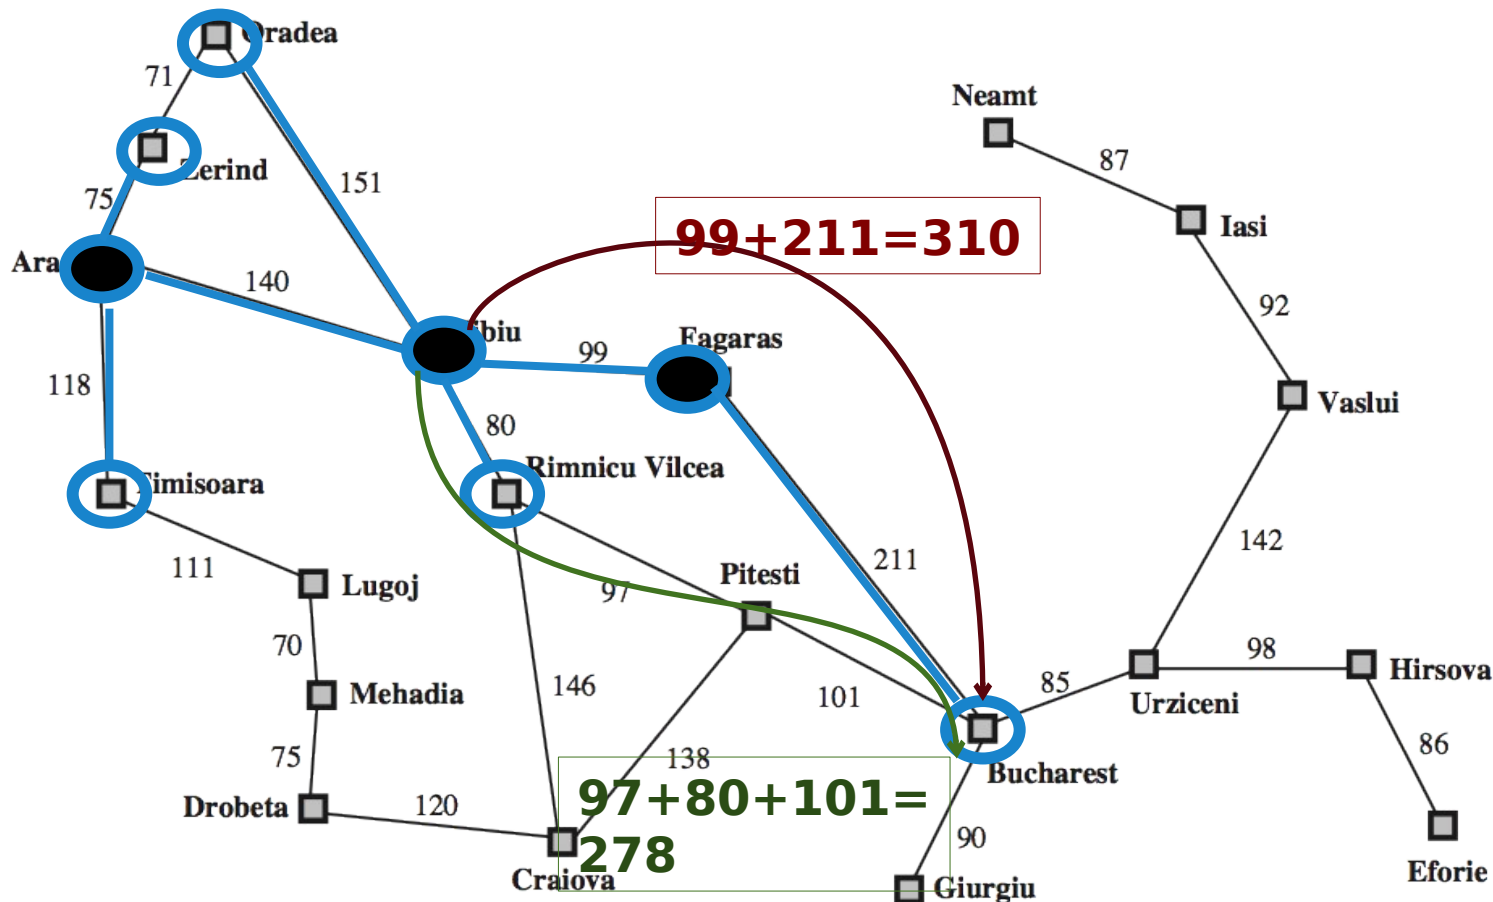 Oradea
71
Neamt
87
Zerind
151
75
99+211=310
Iasi
Ara
140
92
ibiu
Fagaras
99
118
Vaslui
80
Rimnicu Vilcea
Timisoara
142
211
111
Pitesti
Lugoj
97
70
98
Hirsova
146
85
Mehadia
101
Urziceni
86
75
138
Bucharest
97+80+101=
278
Drobeta
120
90
Craiova
Giurgiu
Eforie